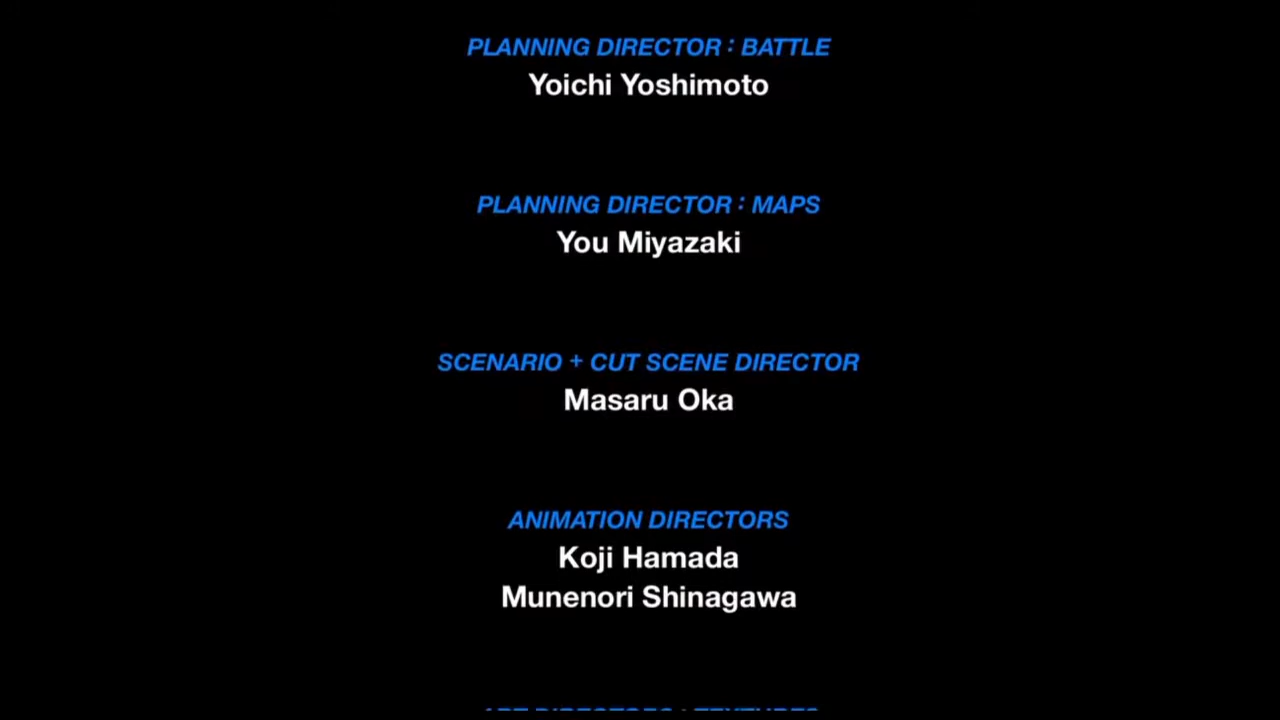 PLANNING DIRECTOR : BATTLE
Yoichi Yoshimoto
PLANNING DIRECTOR : MAPS
You Miyazaki
SCENARIO + CUT SCENE DIRECTOR
Masaru Oka
ANIMATION DIRECTORS
Koji Hamada
Munenori Shinagawa